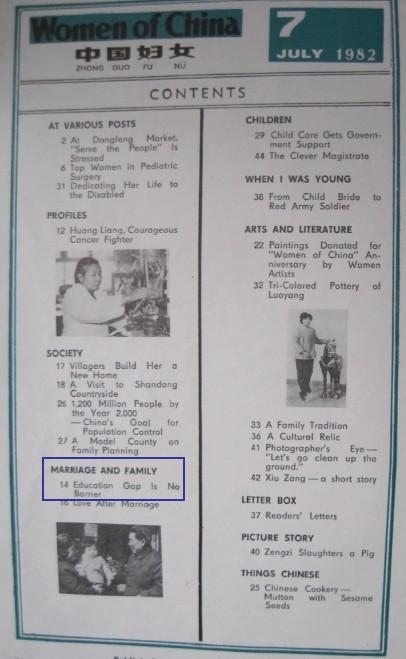 Women of China
中国妇女
ZHONG GUO FU NÜ
7
JULY 1982
CONTENTS
AT VARIOUS POSTS
2 At Dongfeng Market,
"Serve the People" Is
Stressed
6 Top Women in Pediatric
Surgery
31 Dedicating Her Life to
the Disabled
PROFILES
12 Huang Liang, Courageous
Cancer Fighter
SOCIETY
17 Villagers Build Her a
New Home
18 A Visit to Shandong
Countryside
26 1,200 Million People by
the Year 2,000
— China's Goal for
Population Control
27 A Model County on
Family Planning
MARRIAGE AND FAMILY
14 Education Gap Is No
Barrier
16 Love After Marriage
CHILDREN
29 Child Care Gets Govern-
ment Support
44 The Clever Magistrate
WHEN I WAS YOUNG
38 From Child Bride to
Red Army Soldier
ARTS AND LITERATURE
22 Paintings Donated for
"Women of China" An-
niversary by Women
Artists
32 Tri-Colored Pottery of
Luoyang
33 A Family Tradition
36 A Cultural Relic
41 Photographer's Eye —
"Let's go clean up the
ground."
42 Xiu Zang — a short story
LETTER BOX
37 Readers' Letters
PICTURE STORY
40 Zengzi Slaughters a Pig
THINGS CHINESE
25 Chinese Cookery —
Mutton with Sesame
Seeds